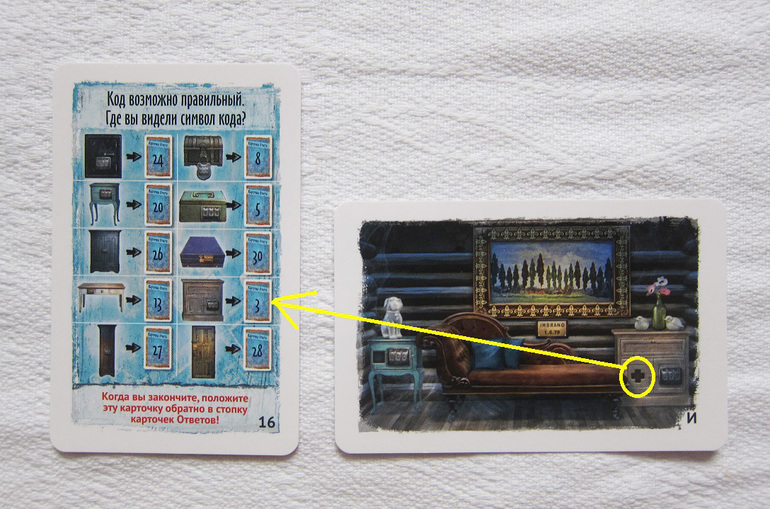 Код возможно правильный.
Где вы видели символ кода?
24
8
20
5
26
30
13
3
27
28
Когда вы закончите, положите
эту карточку обратно в стопку
карточек Ответов!
16
И